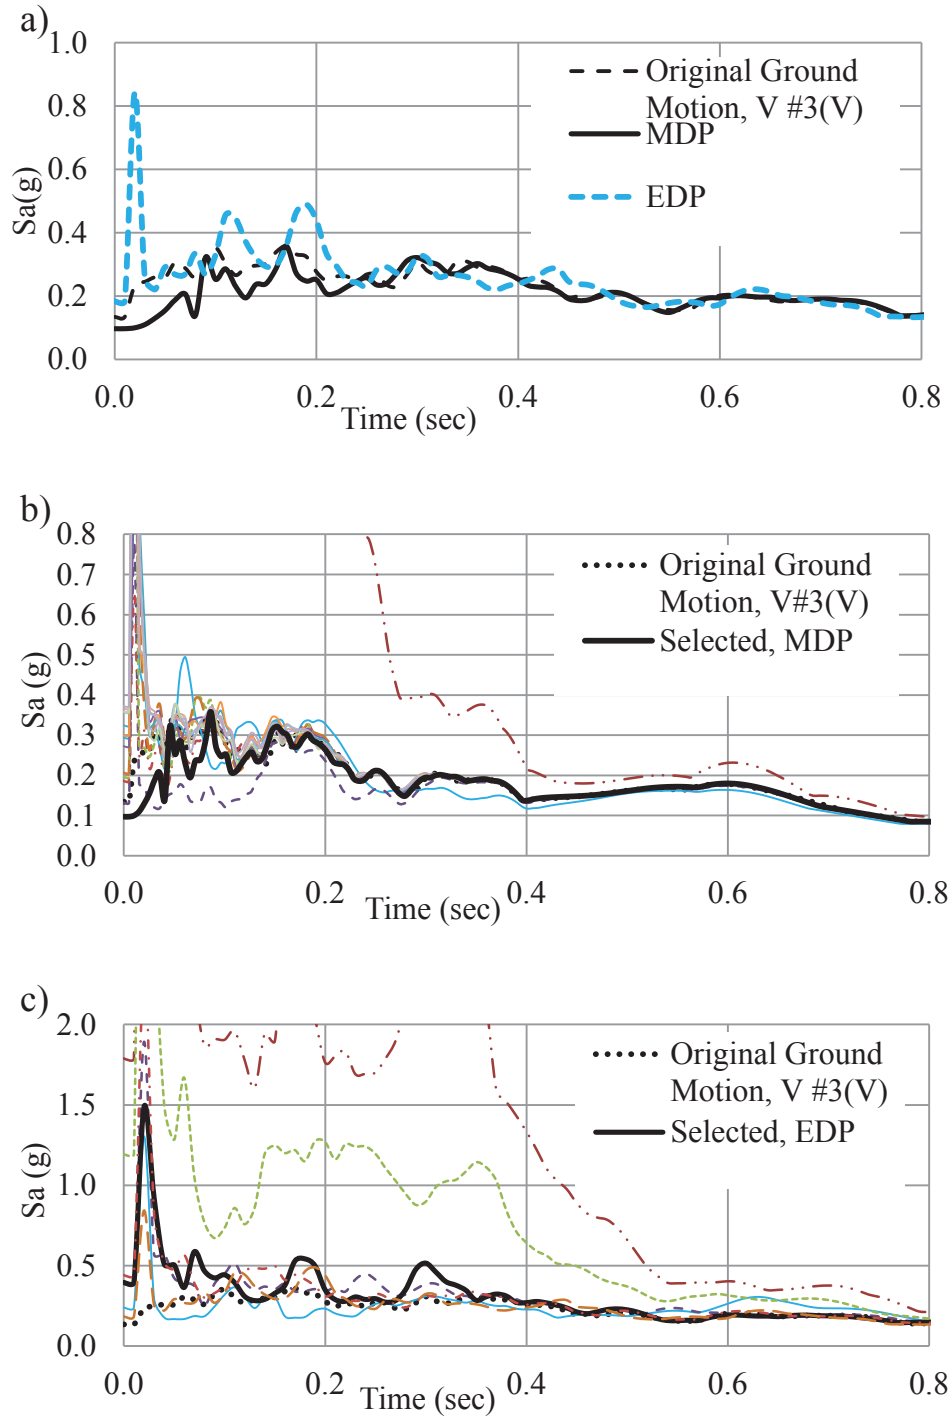 a)
1.0
0.8
0.6
0.4
0.2
0.0
Sa(g)
Original Ground
Motion, V #3(V)
MDP
EDP
0.0 0.2 0.4 0.6 0.8
Time (sec)
b)
0.8
0.7
0.6
0.5
0.4
0.3
0.2
0.1
0.0
Sa (g)
Original Ground
Motion, V#3(V)
Selected, MDP
0.0 0.2 0.4 0.6 0.8
Time (sec)
c)
2.0
1.5
1.0
0.5
0.0
Sa (g)
Original Ground
Motion, V #3(V)
Selected, EDP
0.0 0.2 0.4 0.6 0.8
Time (sec)